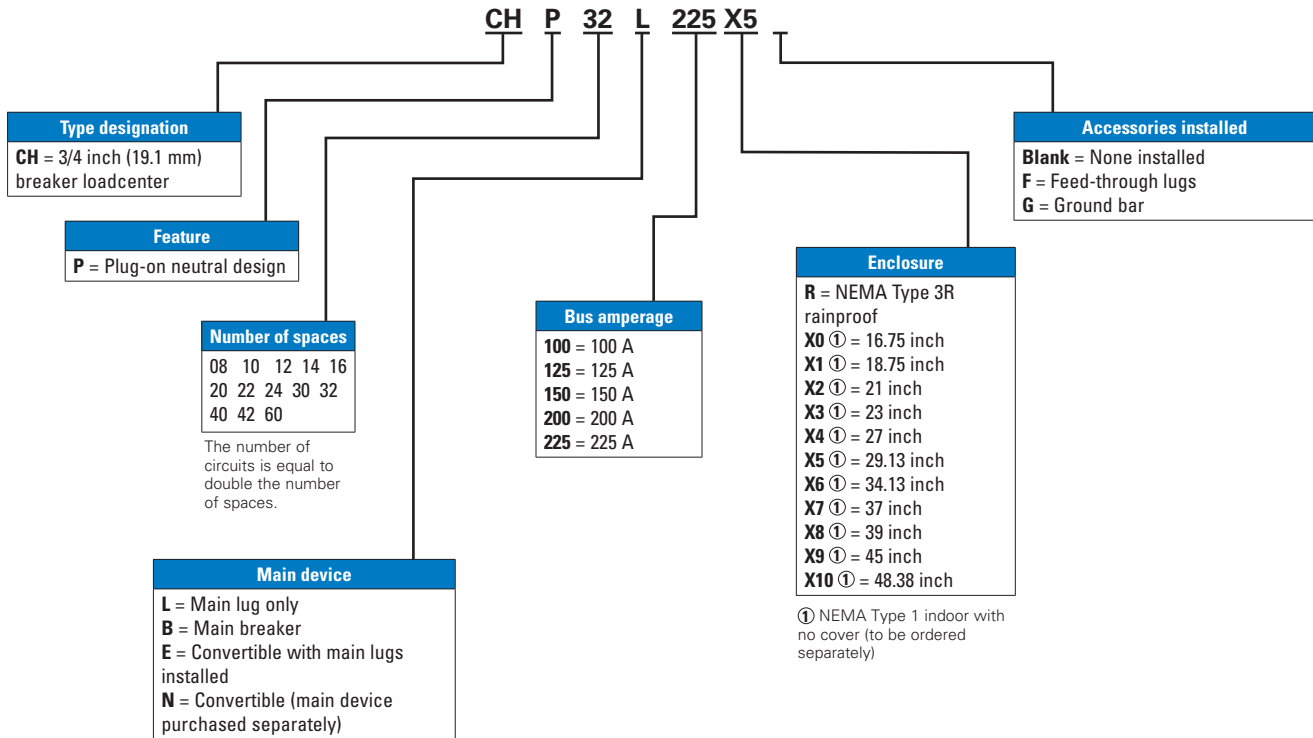 CH P 32 L 225 X5 _
Type designation
CH = 3/4 inch (19.1 mm)
breaker loadcenter
Feature
P = Plug-on neutral design
Number of spaces
08 10 12 14 16
20 22 24 30 32
40 42 60
The number of
circuits is equal to
double the number
of spaces.
Main device
L = Main lug only
B = Main breaker
E = Convertible with main lugs
installed
N = Convertible (main device
purchased separately)
Bus amperage
100 = 100 A
125 = 125 A
150 = 150 A
200 = 200 A
225 = 225 A
Enclosure
R = NEMA Type 3R
rainproof
X0 ① = 16.75 inch
X1 ① = 18.75 inch
X2 ① = 21 inch
X3 ① = 23 inch
X4 ① = 27 inch
X5 ① = 29.13 inch
X6 ① = 34.13 inch
X7 ① = 37 inch
X8 ① = 39 inch
X9 ① = 45 inch
X10 ① = 48.38 inch
① NEMA Type 1 indoor with
no cover (to be ordered
separately)
Accessories installed
Blank = None installed
F = Feed-through lugs
G = Ground bar